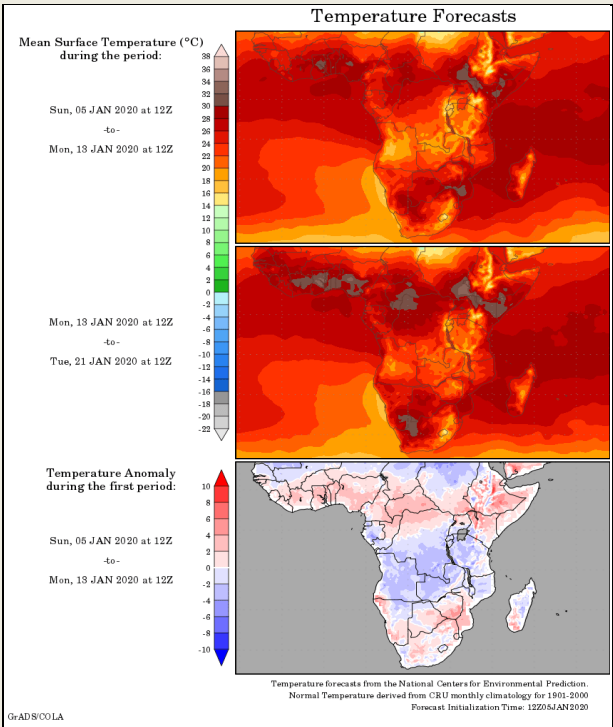 Temperature Forecasts
Mean Surface Temperature (°C)
during the period:
Sun, 05 JAN 2020 at 12Z
-to-
Mon, 13 JAN 2020 at 12Z
38
36
34
32
30
28
26
24
22
20
18
16
14
12
10
8
6
4
2
0
-2
-4
-6
-8
-10
-12
-14
-16
-18
-20
-22
Mon, 13 JAN 2020 at 12Z
-to-
Tue, 21 JAN 2020 at 12Z
Temperature Anomaly
during the first period:
Sun, 05 JAN 2020 at 12Z
-to-
Mon, 13 JAN 2020 at 12Z
10
8
6
4
2
0
-2
-4
-6
-8
-10
Temperature forecasts from the National Centers for Environmental Prediction.
Normal Temperature derived from CRU monthly climatology for 1901-2000
Forecast Initialization Time: 12Z05JAN2020
GrADS/COLA